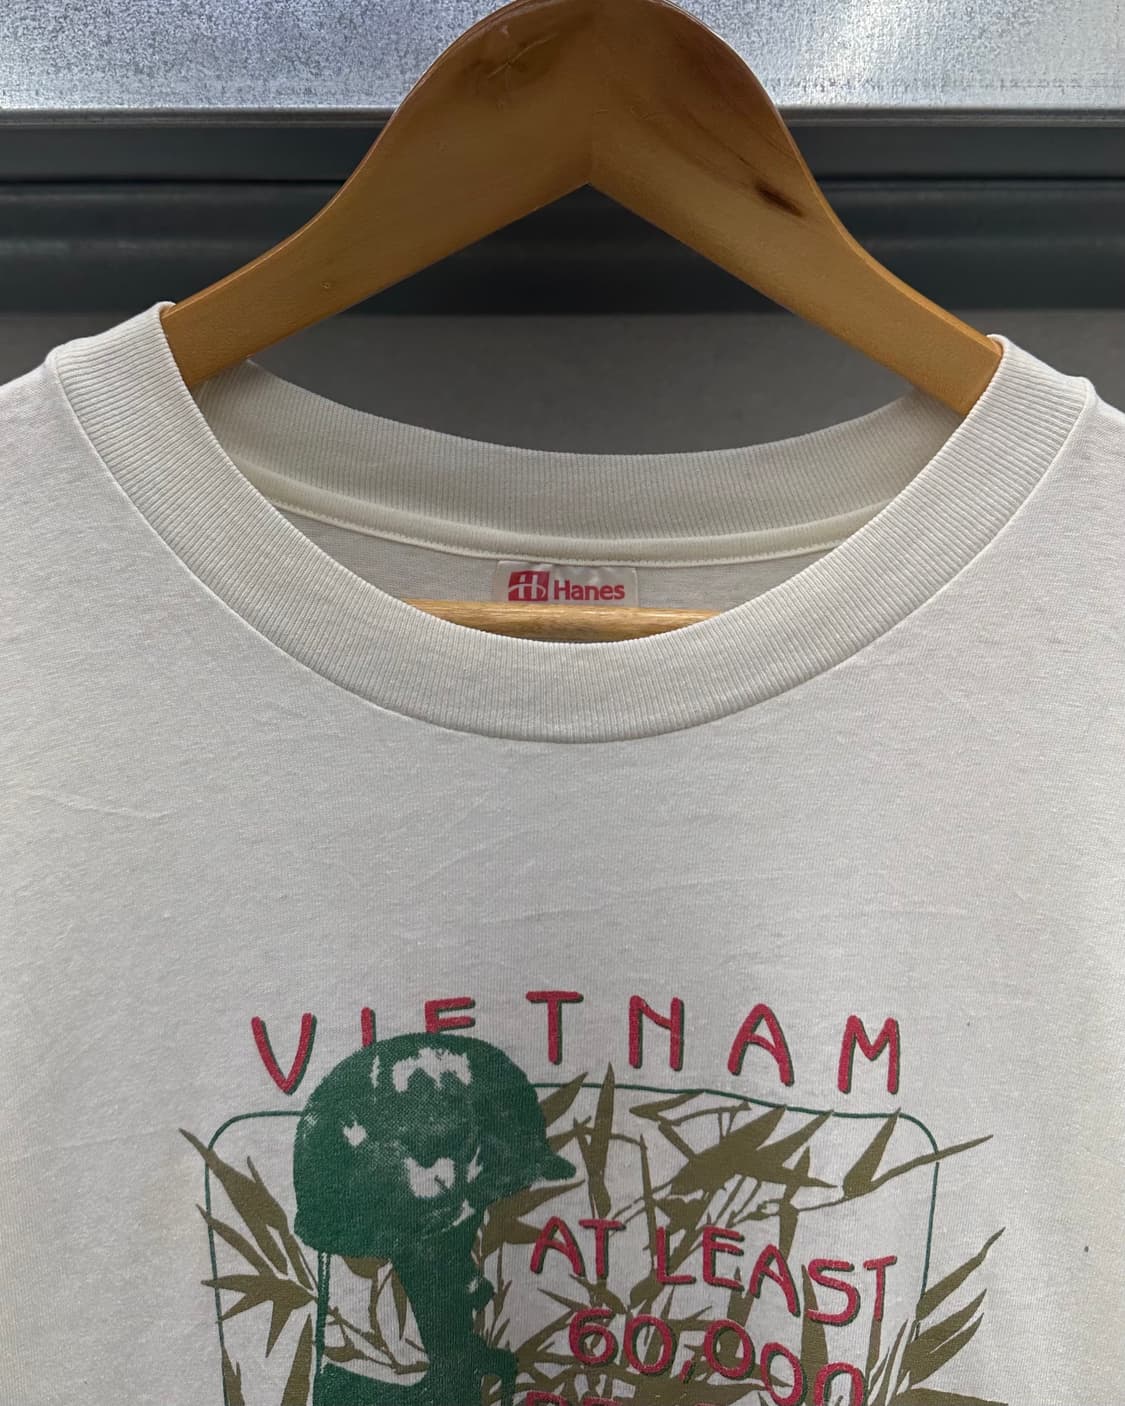 Hanes
VIETNAM
AT LEAST
60,000